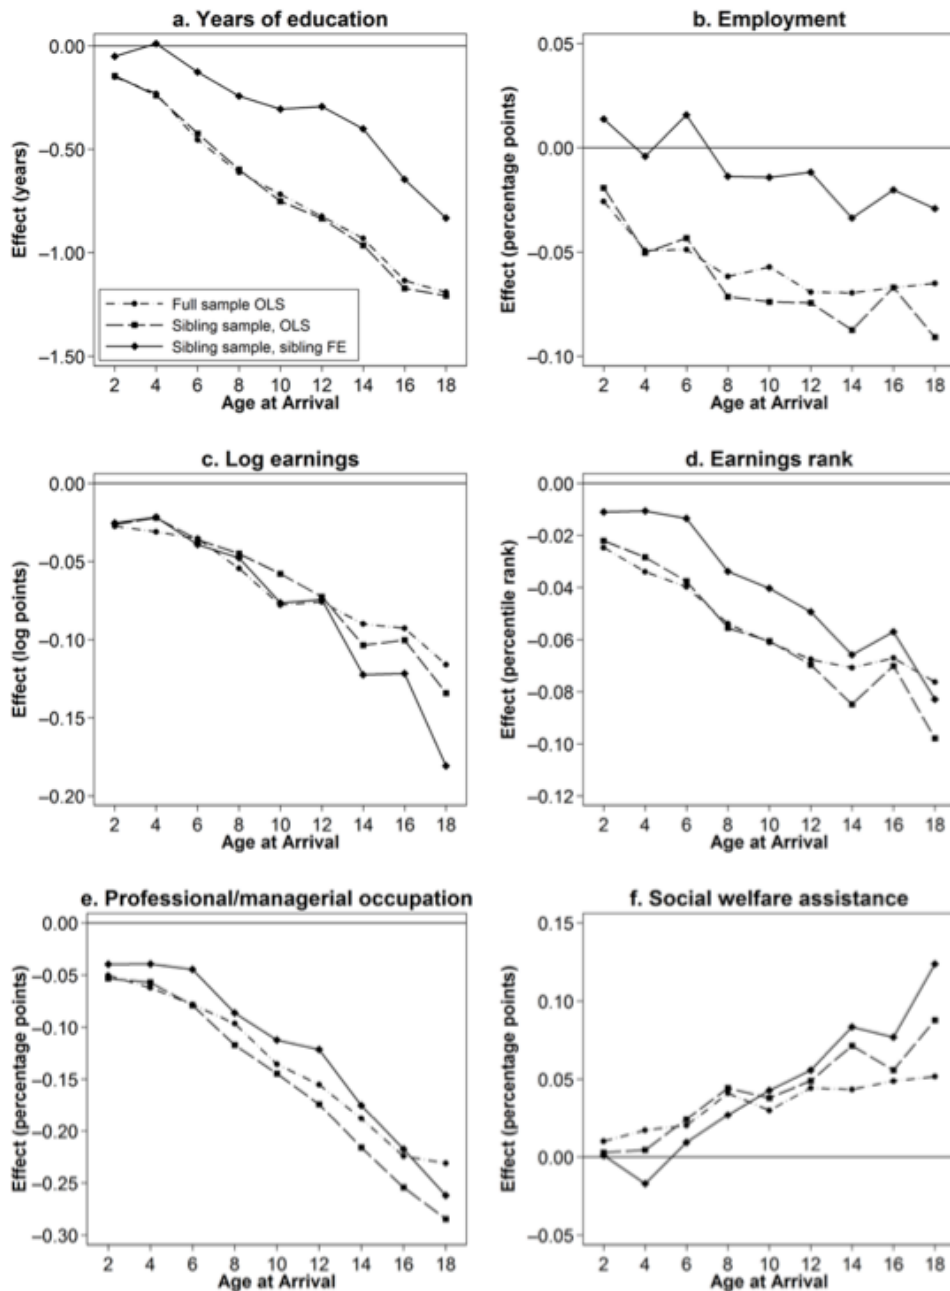 a. Years of education
Effect (years)
0.00
–0.50
–1.00
–1.50
Full sample OLS
Sibling sample, OLS
Sibling sample, sibling FE
2 4 6 8 10 12 14 16 18
Age at Arrival
b. Employment
Effect (percentage points)
0.05
0.00
–0.05
–0.10
2 4 6 8 10 12 14 16 18
Age at Arrival
c. Log earnings
Effect (log points)
0.00
–0.05
–0.10
–0.15
–0.20
2 4 6 8 10 12 14 16 18
Age at Arrival
d. Earnings rank
Effect (percentile rank)
0.00
–0.02
–0.04
–0.06
–0.08
–0.10
–0.12
2 4 6 8 10 12 14 16 18
Age at Arrival
e. Professional/managerial occupation
Effect (percentage points)
0.00
–0.05
–0.10
–0.15
–0.20
–0.25
–0.30
2 4 6 8 10 12 14 16 18
Age at Arrival
f. Social welfare assistance
Effect (percentage points)
0.15
0.10
0.05
0.00
–0.05
2 4 6 8 10 12 14 16 18
Age at Arrival